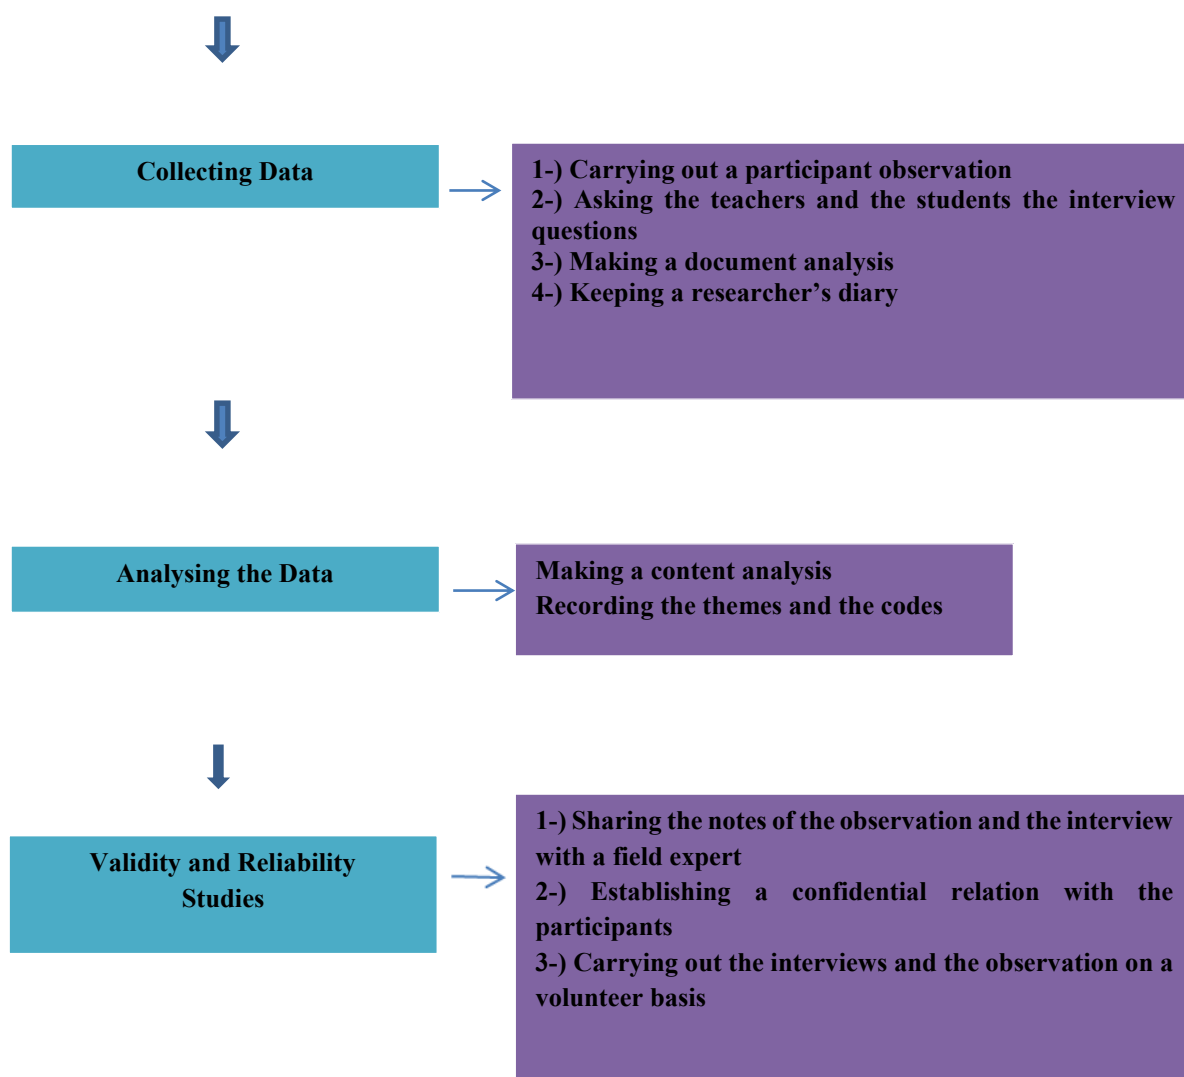 Collecting Data
1-) Carrying out a participant observation
2-) Asking the teachers and the students the interview
questions
3-) Making a document analysis
4-) Keeping a researcher’s diary
Analysing the Data
Making a content analysis
Recording the themes and the codes
Validity and Reliability
Studies
1-) Sharing the notes of the observation and the interview
with a field expert
2-) Establishing a confidential relation with the
participants
3-) Carrying out the interviews and the observation on a
volunteer basis